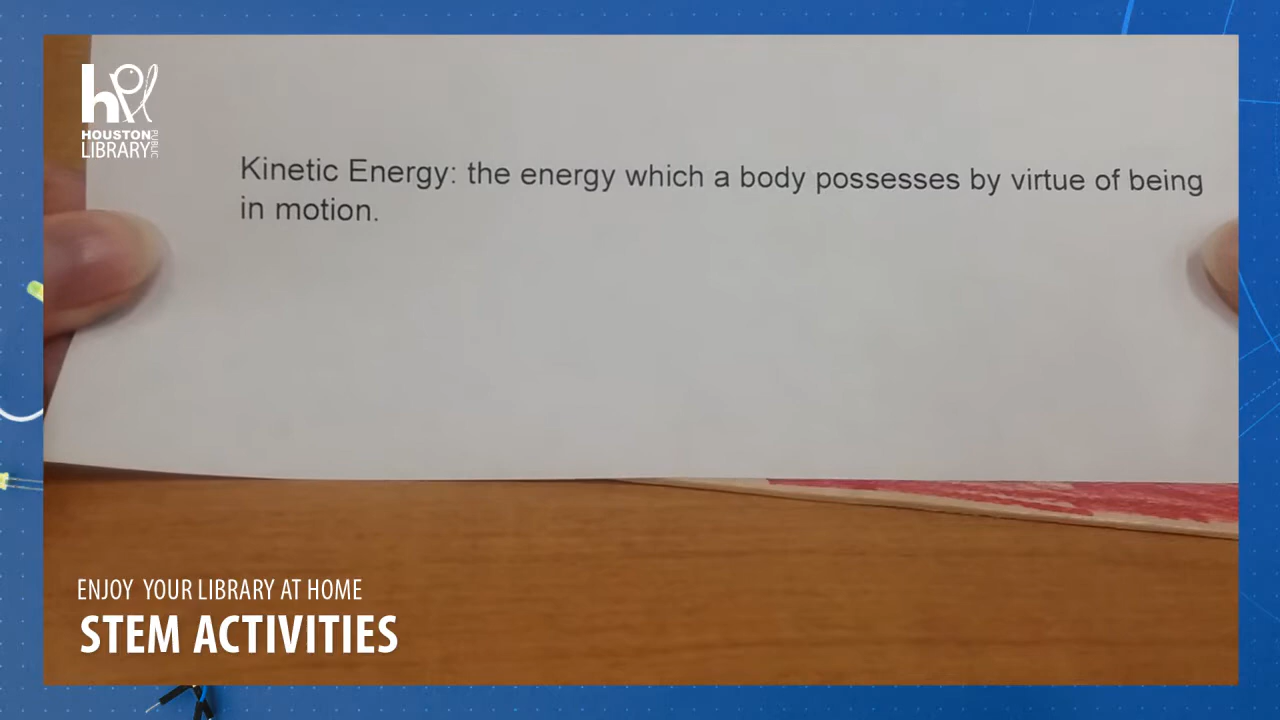 hpl
HOUSTON
LIBRARY
PUBLIC
Kinetic Energy: the energy which a body possesses by virtue of being
in motion.
ENJOY YOUR LIBRARY AT HOME
STEM ACTIVITIES